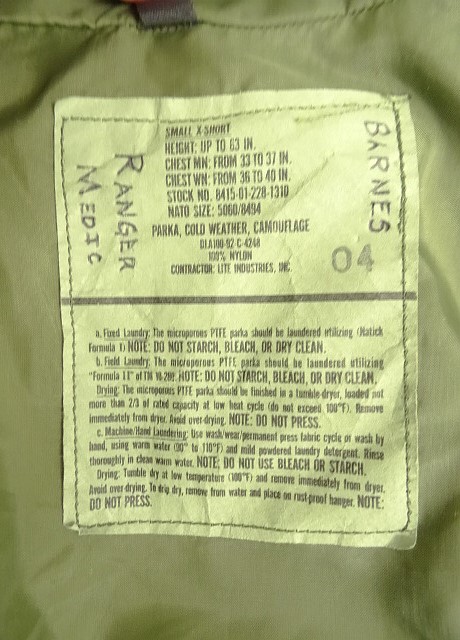 SMALL X-SHORT
HEIGHT: UP TO 63 IN.
CHEST MN: FROM 33 TO 37 IN.
CHEST WN: FROM 36 TO 40 IN.
STOCK NO. 8415-01-228-1310
NATO SIZE: 5060/8494
PARKA, COLD WEATHER, CAMOUFLAGE
DLA100-92-C-4248
100% NYLON
CONTRACTOR: LITE INDUSTRIES, INC.
RANGER
MEDIC
BARNES
04
a. Fixed Laundry: The microporous PTFE parka should be laundered utilizing (Natick
Formula 1) NOTE: DO NOT STARCH, BLEACH, OR DRY CLEAN.
b. Field Laundry: The microporous PTFE parka should be laundered utilizing
"Formula II" of TM 10-280. NOTE: DO NOT STARCH, BLEACH, OR DRY CLEAN.
Drying: The microporous PTFE parka should be finished in a tumble-dryer, loaded not
more than 2/3 of rated capacity at low heat cycle (do not exceed 100°F). Remove
immediately from dryer. Avoid over-drying. NOTE: DO NOT PRESS.
c. Machine/Hand Laundering: Use wash/wear/permanent press fabric cycle or wash by
hand, using warm water (90° to 110°F) and mild powdered laundry detergent. Rinse
thoroughly in clean warm water. NOTE: DO NOT USE BLEACH OR STARCH.
Drying: Tumble dry at low temperature (100°F) and remove immediately from dryer.
Avoid over-drying. To drip dry, remove from water and place on rust-proof hanger. NOTE:
DO NOT PRESS.